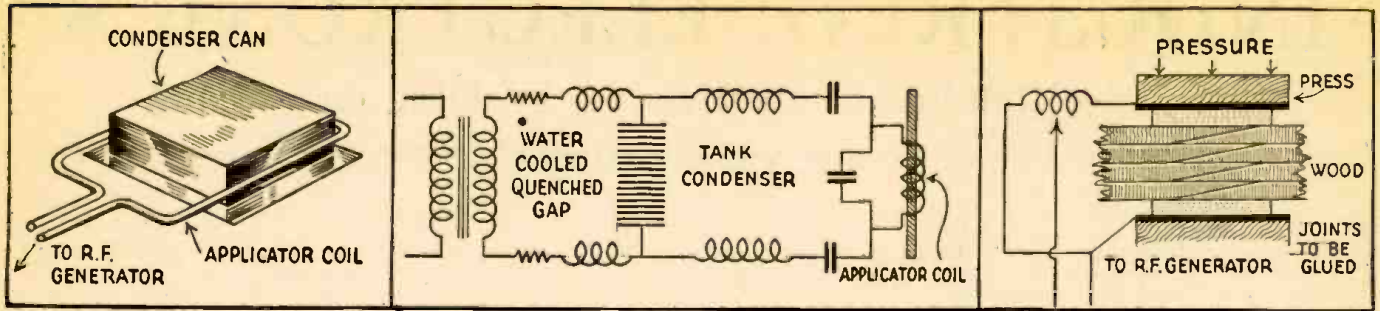 CONDENSER CAN
TO R.F.
GENERATOR
APPLICATOR COIL
WATER
COOLED
QUENCHED
GAP
TANK
CONDENSER
APPLICATOR COIL
PRESSURE
PRESS
WOOD
JOINTS
TO BE
GLUED
TO R.F. GENERATOR